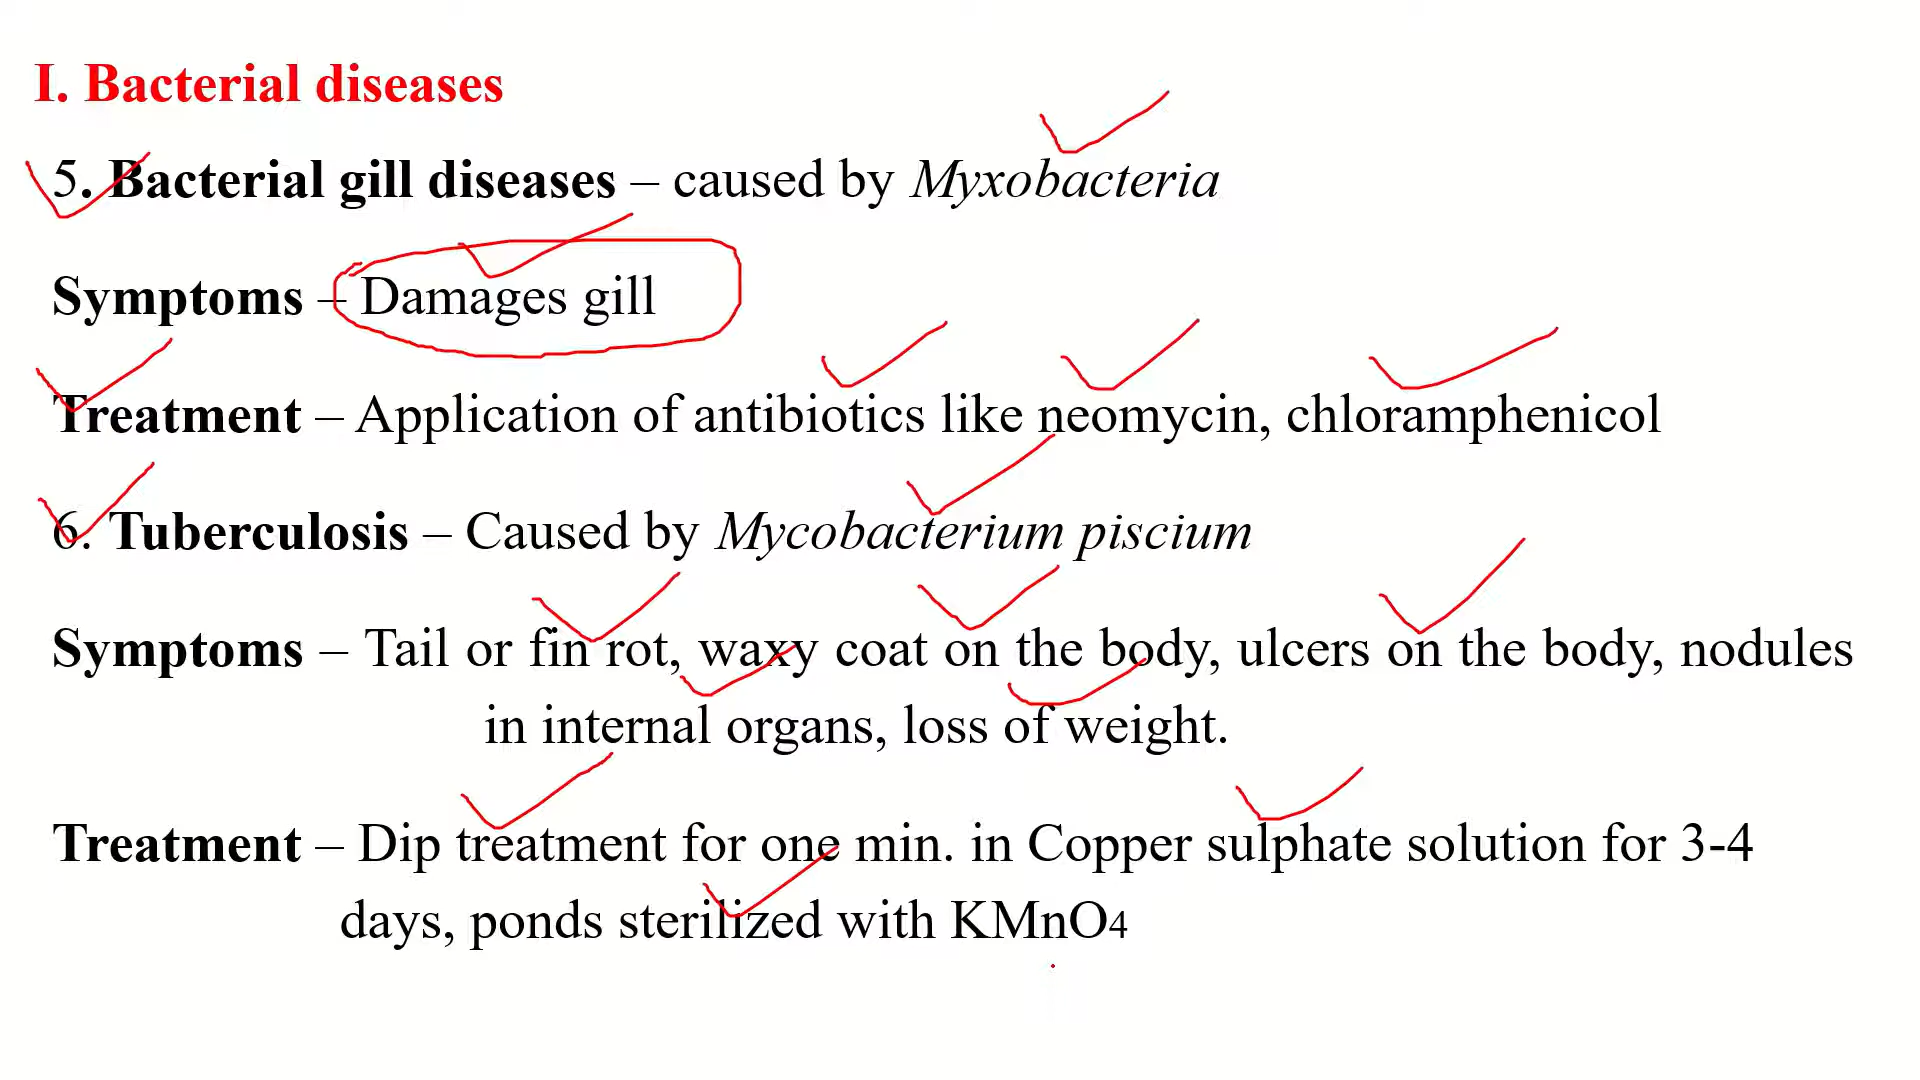 I. Bacterial diseases
5. Bacterial gill diseases – caused by Myxobacteria
Symptoms – Damages gill
Treatment – Application of antibiotics like neomycin, chloramphenicol
6. Tuberculosis – Caused by Mycobacterium piscium
Symptoms – Tail or fin rot, waxy coat on the body, ulcers on the body, nodules
in internal organs, loss of weight.
Treatment – Dip treatment for one min. in Copper sulphate solution for 3-4
days, ponds sterilized with KMnO4